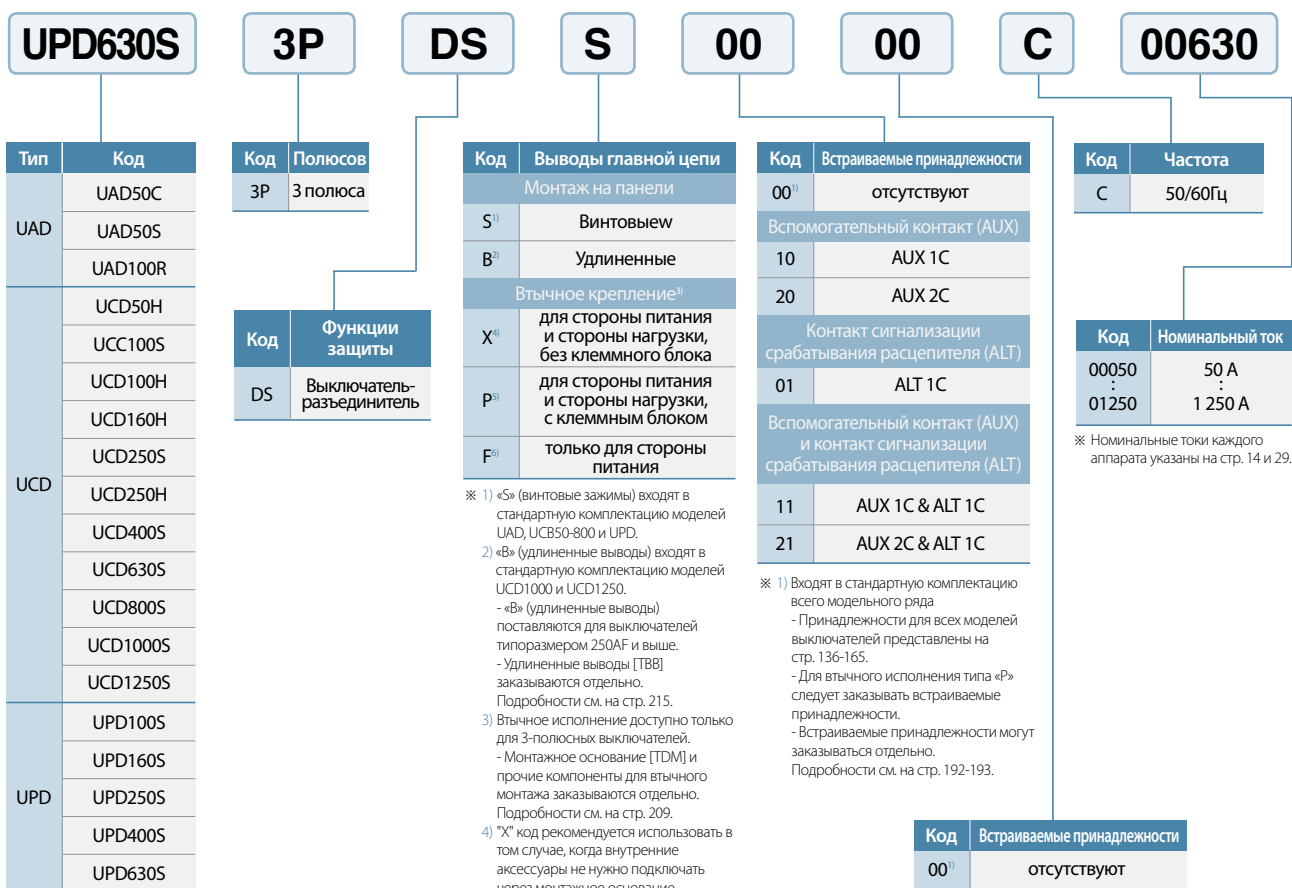 UPD630S 3P DS S 00 00 C 00630
Тип Код
UAD
UAD50C
UAD50S
UAD100R
UCD
UCD50H
UCC100S
UCD100H
UCD160H
UCD250S
UCD250H
UCD400S
UCD630S
UCD800S
UCD1000S
UCD1250S
UPD
UPD100S
UPD160S
UPD250S
UPD400S
UPD630S
Код Полюсов
3P 3 полюса
Код Функции
защиты
DS Выключатель-
разъединитель
Код Выводы главной цепи
Монтаж на панели
S1) Винтовыеw
B2) Удлиненные
Втычное крепление3)
X4) для стороны питания
и стороны нагрузки,
без клеммного блока
P5) для стороны питания
и стороны нагрузки,
с клеммным блоком
F6) только для стороны
питания
※ 1) «S» (винтовые зажимы) входят в
стандартную комплектацию моделей
UAD, UCB50-800 и UPD.
2) «B» (удлиненные выводы) входят в
стандартную комплектацию моделей
UCD1000 и UCD1250.
- «B» (удлиненные выводы)
поставляются для выключателей
типоразмером 250AF и выше.
- Удлиненные выводы [TBB]
заказываются отдельно.
Подробности см. на стр. 215.
3) Втычное исполнение доступно только
для 3-полюсных выключателей.
- Монтажное основание [TDM] и
прочие компоненты для втычного
монтажа заказываются отдельно.
Подробности см. на стр. 209.
4) "X" код рекомендуется использовать в
том случае, когда внутренние
аксессуары не нужно подключать
через монтажное основание
Код Встраиваемые принадлежности
001) отсутствуют
Вспомогательный контакт (AUX)
10 AUX 1C
20 AUX 2C
Контакт сигнализации
срабатывания расцепителя (ALT)
01 ALT 1C
Вспомогательный контакт (AUX)
и контакт сигнализации
срабатывания расцепителя (ALT)
11 AUX 1C & ALT 1C
21 AUX 2C & ALT 1C
※ 1) Входят в стандартную комплектацию
всего модельного ряда
- Принадлежности для всех моделей
выключателей представлены на
стр. 136-165.
- Для втычного исполнения типа «P»
следует заказывать встраиваемые
принадлежности.
- Встраиваемые принадлежности могут
заказываться отдельно.
Подробности см. на стр. 192-193.
Код Встраиваемые принадлежности
001) отсутствуют
Код Частота
C 50/60Гц
Код Номинальный ток
00050 50 A
: :
01250 1 250 A
※ Номинальные токи каждого
аппарата указаны на стр. 14 и 29.